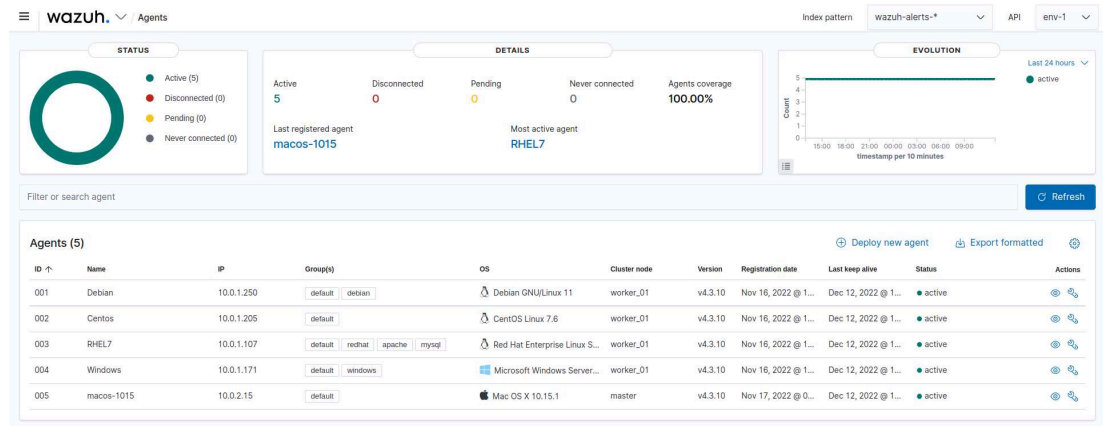 wazuh. Agents Index pattern wazuh-alerts-* API env-1
STATUS
Active (5)
Disconnected (0)
Pending (0)
Never connected (0)
DETAILS
Active Disconnected Pending Never connected Agents coverage
5 0 0 0 100.00%
Last registered agent Most active agent
macos-1015 RHEL7
EVOLUTION
Last 24 hours
active
Count
5
4
3
2
1
0
15:00 18:00 21:00 00:00 03:00 06:00 09:00
timestamp per 10 minutes
Filter or search agent Refresh
Agents (5) Deploy new agent Export formatted
ID Name IP Group(s) OS Cluster node Version Registration date Last keep alive Status Actions
001 Debian 10.0.1.250 default debian Debian GNU/Linux 11 worker_01 v4.3.10 Nov 16, 2022 @ 1... Dec 12, 2022 @ 1... active
002 Centos 10.0.1.205 default CentOS Linux 7.6 worker_01 v4.3.10 Nov 16, 2022 @ 1... Dec 12, 2022 @ 1... active
003 RHEL7 10.0.1.107 default redhat apache mysql Red Hat Enterprise Linux S... worker_01 v4.3.10 Nov 16, 2022 @ 1... Dec 12, 2022 @ 1... active
004 Windows 10.0.1.171 default windows Microsoft Windows Server... worker_01 v4.3.10 Nov 16, 2022 @ 1... Dec 12, 2022 @ 1... active
005 macos-1015 10.0.2.15 default Mac OS X 10.15.1 master v4.3.10 Nov 17, 2022 @ 0... Dec 12, 2022 @ 1... active